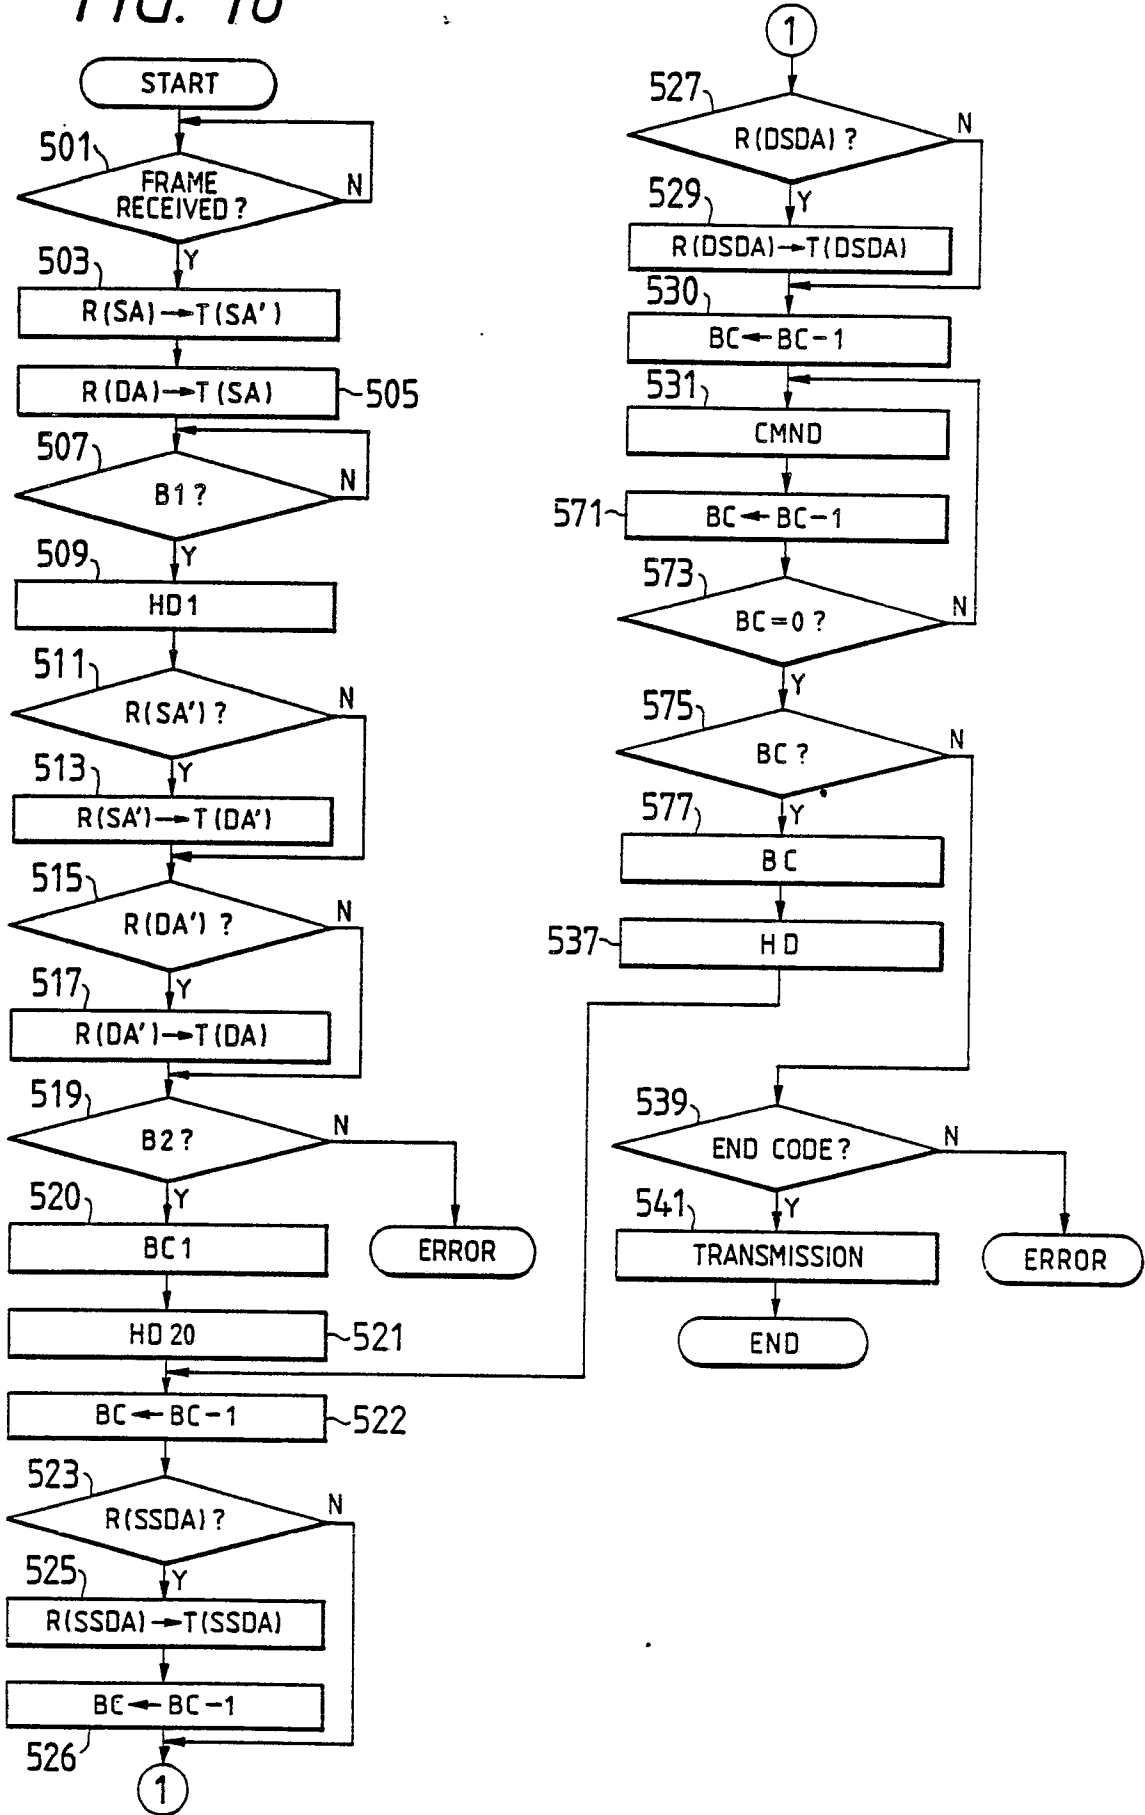 START
501
FRAME
RECEIVED?
N
Y
503
R(SA)→T(SA')
R(DA)→T(SA)
505
507
B1?
N
Y
509
HD1
511
R(SA')?
N
Y
513
R(SA')→T(DA')
515
R(DA')?
N
Y
517
R(DA')→T(DA)
519
B2?
N
Y
ERROR
520
BC1
HD20
521
BC←BC-1
522
523
R(SSDA)?
N
Y
525
R(SSDA)→T(SSDA)
BC←BC-1
526
1
1
527
R(DSDA)?
N
Y
529
R(DSDA)→T(DSDA)
530
BC←BC-1
531
CMND
571
BC←BC-1
573
BC=0?
N
Y
575
BC?
N
Y
577
BC
537
HD
539
END CODE?
N
Y
541
TRANSMISSION
ERROR
END